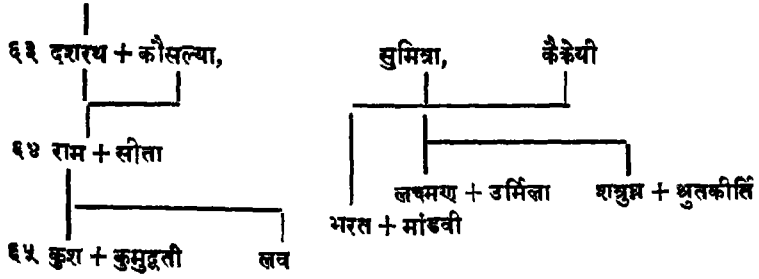 ६३ दशरथ + कौसल्या, सुमित्रा, कैकेयी
६४ राम + सीता
लक्ष्मण + उर्मिला शत्रुघ्न + श्रुतकीर्ति
भरत + मांडवी
६५ कुश + कुमुद्वती लव